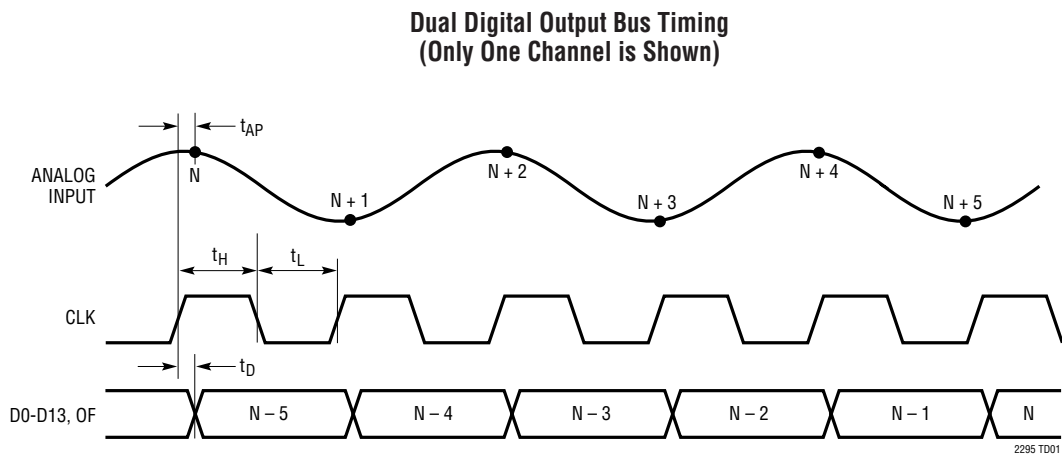 Dual Digital Output Bus Timing
(Only One Channel is Shown)
tAP
ANALOG
INPUT
N
N + 1
N + 2
N + 3
N + 4
N + 5
tH
tL
CLK
tD
D0-D13, OF
N – 5
N – 4
N – 3
N – 2
N – 1
N
2295 TD01